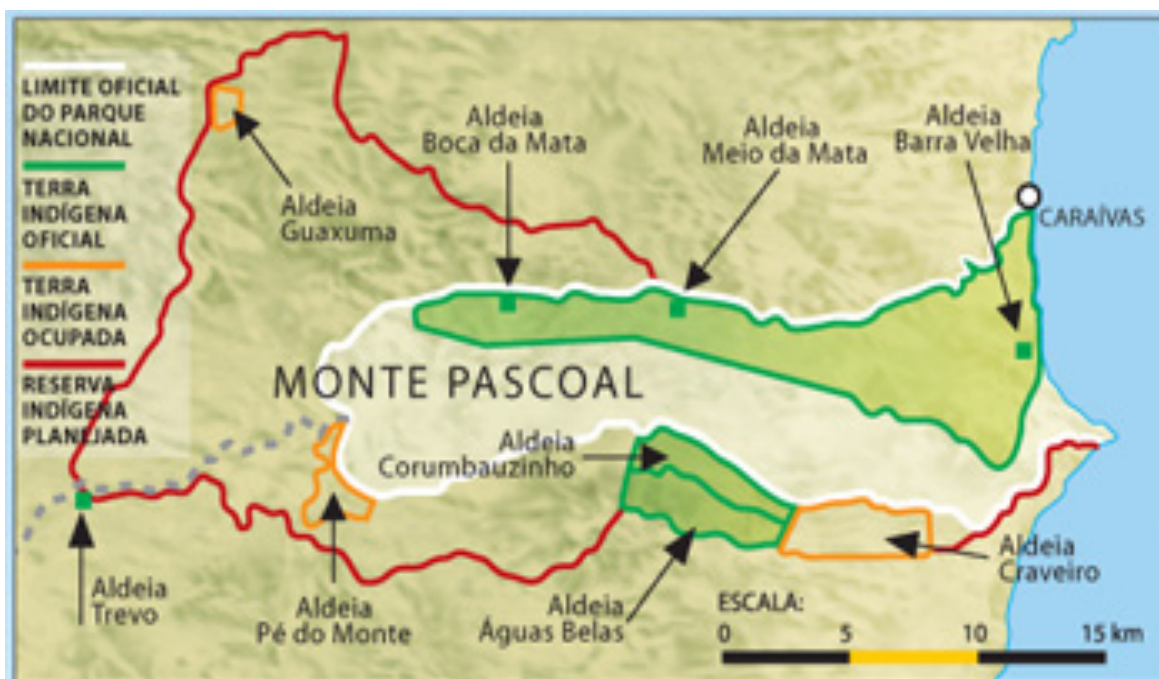 LIMITE OFICIAL
DO PARQUE
NACIONAL
TERRA
INDÍGENA
OFICIAL
TERRA
INDÍGENA
OCUPADA
RESERVA
INDÍGENA
PLANEJADA
Aldeia
Guaxuma
Aldeia
Boca da Mata
Aldeia
Meio da Mata
Aldeia
Barra Velha
CARAÍVAS
MONTE PASCOAL
Aldeia
Corumbauzinho
Aldeia
Trevo
Aldeia
Pé do Monte
Aldeia
Águas Belas
Aldeia
Craveiro
ESCALA:
0 5 10 15 km